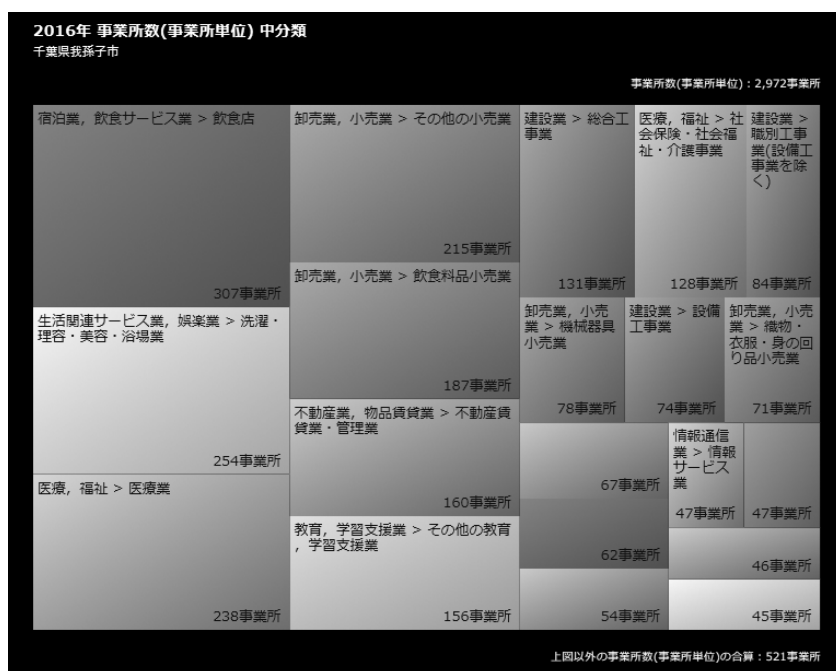 2016年 事業所数(事業所単位) 中分類
千葉県我孫子市
事業所数(事業所単位)：2,972事業所
宿泊業，飲食サービス業 > 飲食店
307事業所
生活関連サービス業，娯楽業 > 洗濯・
理容・美容・浴場業
254事業所
医療，福祉 > 医療業
238事業所
卸売業，小売業 > その他の小売業
215事業所
卸売業，小売業 > 飲食料品小売業
187事業所
不動産業，物品賃貸業 > 不動産賃
貸業・管理業
160事業所
教育，学習支援業 > その他の教育
，学習支援業
156事業所
建設業 > 総合工
事業
131事業所
医療，福祉 > 社
会保険・社会福
祉・介護事業
128事業所
建設業 >
職別工事
業(設備工
事業を除
く)
84事業所
卸売業，小売
業 > 機械器具
小売業
78事業所
建設業 > 設備
工事業
74事業所
卸売業，小売
業 > 織物・
衣服・身の回
り品小売業
71事業所
67事業所
62事業所
54事業所
情報通信
業 > 情報
サービス
業
47事業所
47事業所
46事業所
45事業所
上図以外の事業所数(事業所単位)の合算：521事業所